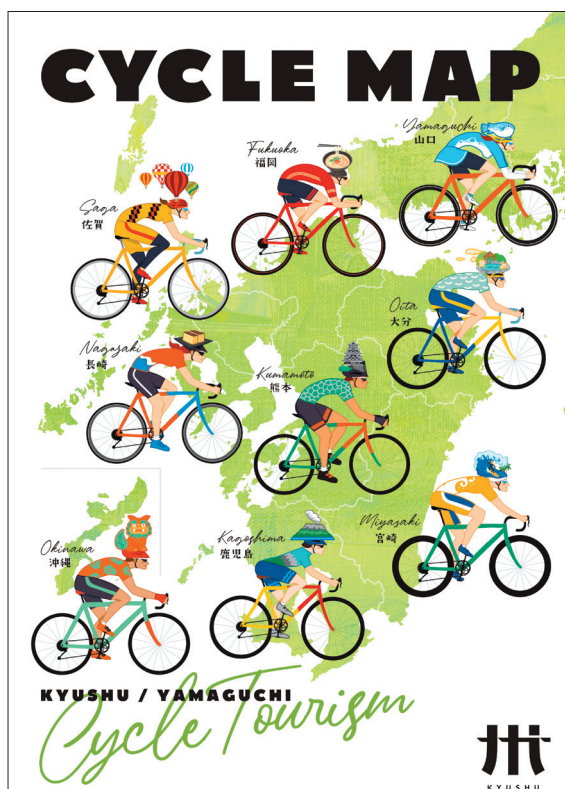 CYCLE MAP
Yamaguchi
山口
Fukuoka
福岡
Saga
佐賀
Oita
大分
Nagasaki
長崎
Kumamoto
熊本
Miyazaki
宮崎
Okinawa
沖縄
Kagoshima
鹿児島
KYUSHU / YAMAGUCHI
Cycle Tourism
KYUSHU